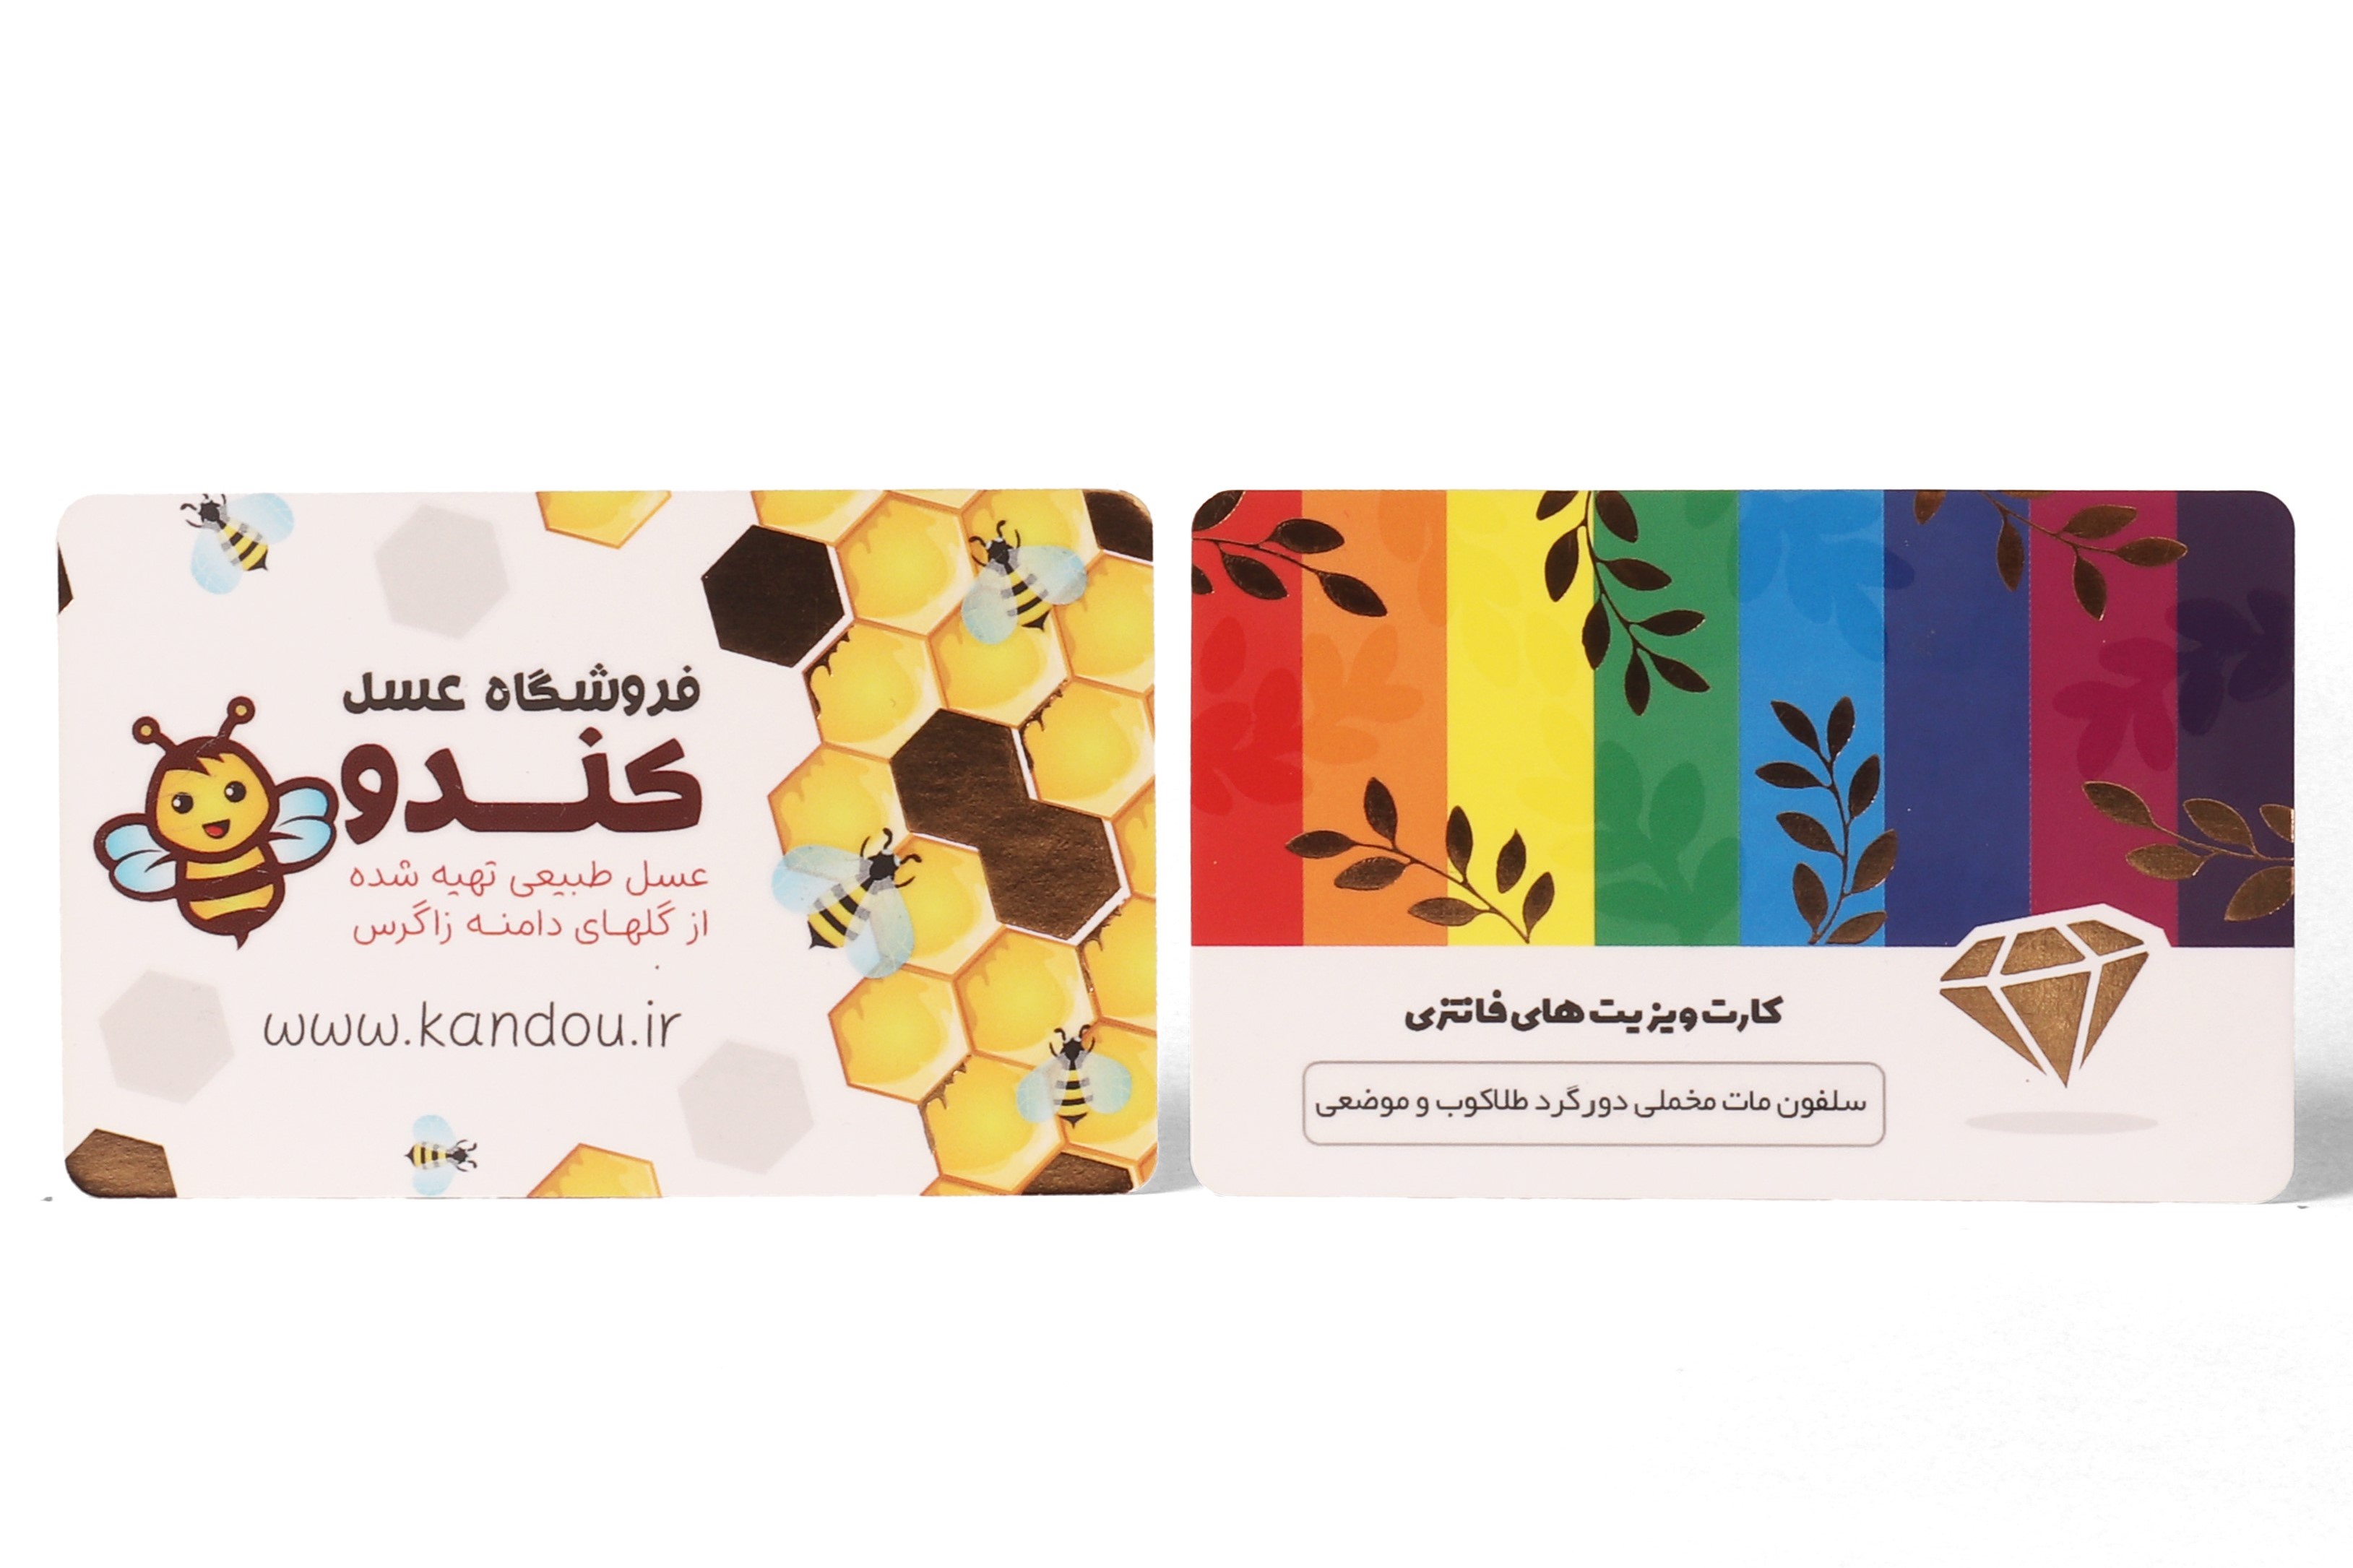 فروشگاه عسل
کندو
عسل طبیعی تهیه شده
از گلهای دامنه زاگرس
www.kandou.ir
کارت ویزیت های فانتزی
سلفون مات مخملی دورگرد طلاکوب و موضعی